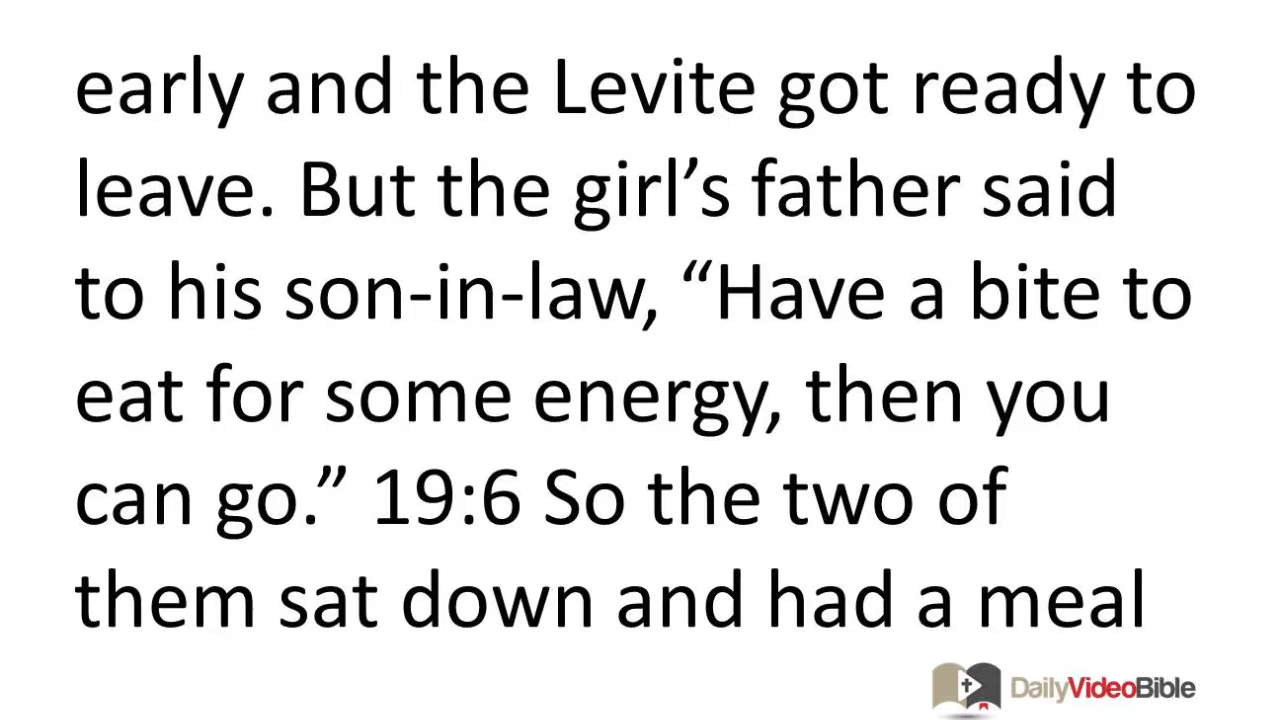 early and the Levite got ready to
leave. But the girl’s father said
to his son-in-law, “Have a bite to
eat for some energy, then you
can go.” 19:6 So the two of
them sat down and had a meal
DailyVideoBible